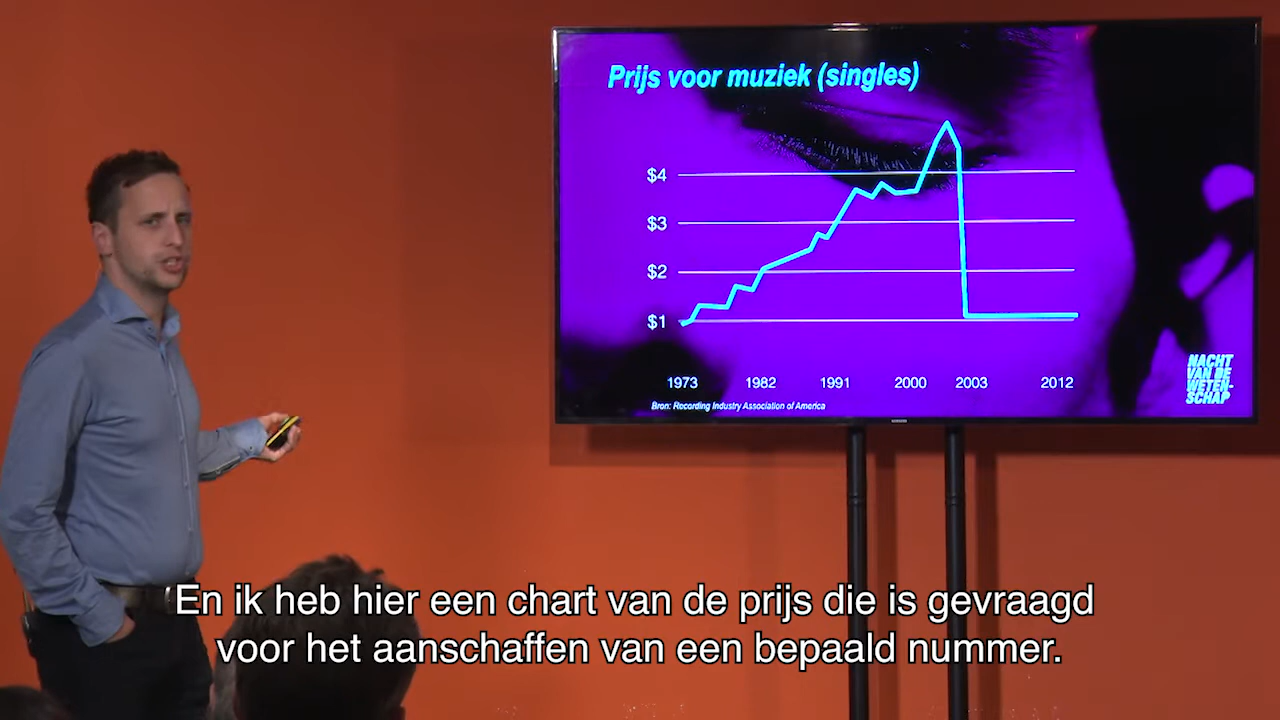 Prijs voor muziek (singles)
$4
$3
$2
$1
1973 1982 1991 2000 2003 2012
Bron: Recording Industry Association of America
NACHT
VAN DE
WETEN-
SCHAP
SAMSUNG
'En ik heb hier een chart van de prijs die is gevraagd
voor het aanschaffen van een bepaald nummer.